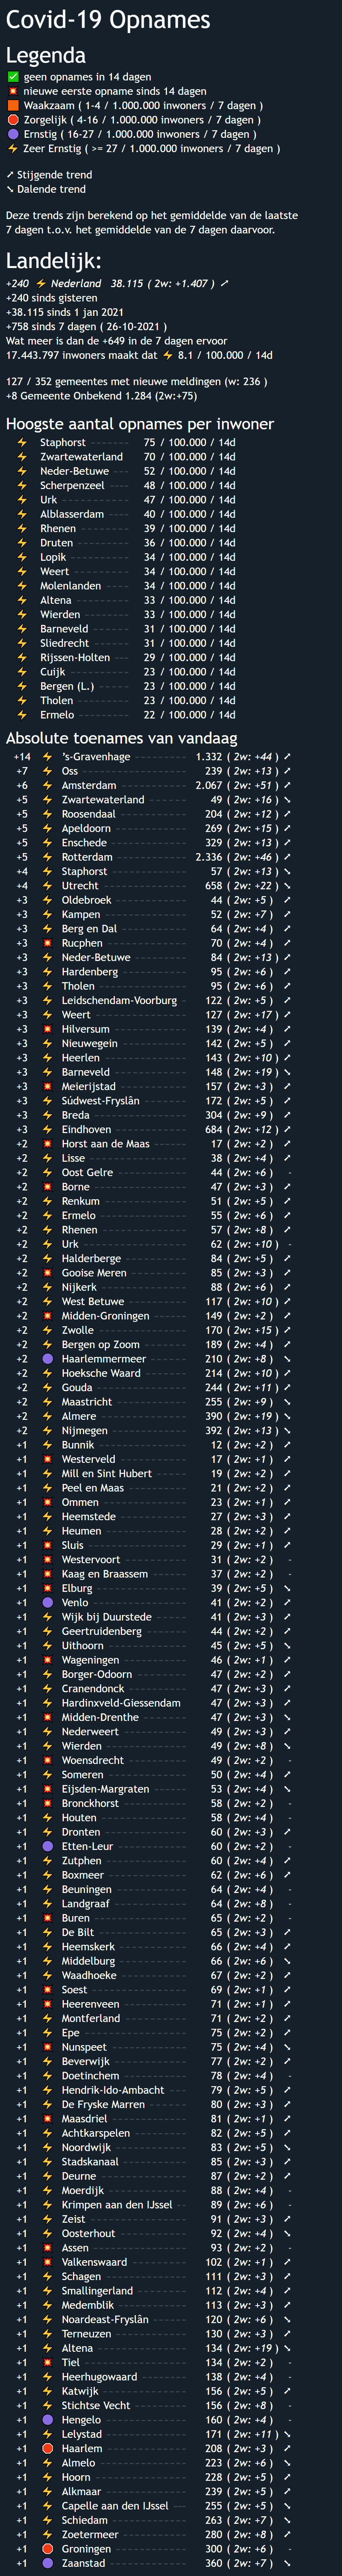 Covid-19 Opnames
Legenda
✅ geen opnames in 14 dagen
💥 nieuwe eerste opname sinds 14 dagen
🟧 Waakzaam ( 1-4 / 1.000.000 inwoners / 7 dagen )
🔴 Zorgelijk ( 4-16 / 1.000.000 inwoners / 7 dagen )
🟣 Ernstig ( 16-27 / 1.000.000 inwoners / 7 dagen )
⚡ Zeer Ernstig ( >= 27 / 1.000.000 inwoners / 7 dagen )
⤤ Stijgende trend
⤥ Dalende trend
Deze trends zijn berekend op het gemiddelde van de laatste
7 dagen t.o.v. het gemiddelde van de 7 dagen daarvoor.
Landelijk:
+240 ⚡ Nederland 38.115 ( 2w: +1.407 ) ⤤
+240 sinds gisteren
+38.115 sinds 1 jan 2021
+758 sinds 7 dagen ( 26-10-2021 )
Wat meer is dan de +649 in de 7 dagen ervoor
17.443.797 inwoners maakt dat ⚡ 8.1 / 100.000 / 14d
127 / 352 gemeentes met nieuwe meldingen (w: 236 )
+8 Gemeente Onbekend 1.284 (2w:+75)
Hoogste aantal opnames per inwoner
⚡ Staphorst 75 / 100.000 / 14d
⚡ Zwartewaterland 70 / 100.000 / 14d
⚡ Neder-Betuwe 52 / 100.000 / 14d
⚡ Scherpenzeel 48 / 100.000 / 14d
⚡ Urk 47 / 100.000 / 14d
⚡ Alblasserdam 40 / 100.000 / 14d
⚡ Rhenen 39 / 100.000 / 14d
⚡ Druten 36 / 100.000 / 14d
⚡ Lopik 34 / 100.000 / 14d
⚡ Weert 34 / 100.000 / 14d
⚡ Molenlanden 34 / 100.000 / 14d
⚡ Altena 33 / 100.000 / 14d
⚡ Wierden 33 / 100.000 / 14d
⚡ Barneveld 31 / 100.000 / 14d
⚡ Sliedrecht 31 / 100.000 / 14d
⚡ Rijssen-Holten 29 / 100.000 / 14d
⚡ Cuijk 23 / 100.000 / 14d
⚡ Bergen (L.) 23 / 100.000 / 14d
⚡ Tholen 23 / 100.000 / 14d
⚡ Ermelo 22 / 100.000 / 14d
Absolute toenames van vandaag
+14 ⚡ 's-Gravenhage 1.332 ( 2w: +44 ) ⤤
+7 ⚡ Oss 239 ( 2w: +13 ) ⤤
+6 ⚡ Amsterdam 2.067 ( 2w: +51 ) ⤤
+5 ⚡ Zwartewaterland 49 ( 2w: +16 ) ⤥
+5 ⚡ Roosendaal 204 ( 2w: +12 ) ⤤
+5 ⚡ Apeldoorn 269 ( 2w: +15 ) ⤤
+5 ⚡ Enschede 329 ( 2w: +13 ) ⤤
+5 ⚡ Rotterdam 2.336 ( 2w: +46 ) ⤤
+4 ⚡ Staphorst 57 ( 2w: +13 ) ⤥
+4 ⚡ Utrecht 658 ( 2w: +22 ) ⤥
+3 ⚡ Oldebroek 44 ( 2w: +5 ) ⤤
+3 ⚡ Kampen 52 ( 2w: +7 ) ⤤
+3 ⚡ Berg en Dal 64 ( 2w: +4 ) ⤤
+3 💥 Rucphen 70 ( 2w: +4 ) ⤤
+3 ⚡ Neder-Betuwe 84 ( 2w: +13 ) ⤤
+3 ⚡ Hardenberg 95 ( 2w: +6 ) ⤤
+3 ⚡ Tholen 95 ( 2w: +6 ) ⤤
+3 ⚡ Leidschendam-Voorburg 122 ( 2w: +5 ) ⤤
+3 ⚡ Weert 127 ( 2w: +17 ) ⤤
+3 💥 Hilversum 139 ( 2w: +4 ) ⤤
+3 ⚡ Nieuwegein 142 ( 2w: +5 ) ⤤
+3 ⚡ Heerlen 143 ( 2w: +10 ) ⤤
+3 ⚡ Barneveld 148 ( 2w: +19 ) ⤥
+3 💥 Meierijstad 157 ( 2w: +3 ) ⤤
+3 ⚡ Súdwest-Fryslân 172 ( 2w: +5 ) ⤤
+3 ⚡ Breda 304 ( 2w: +9 ) ⤤
+3 ⚡ Eindhoven 684 ( 2w: +12 ) ⤤
+2 💥 Horst aan de Maas 17 ( 2w: +2 ) ⤤
+2 ⚡ Lisse 38 ( 2w: +4 ) ⤤
+2 ⚡ Oost Gelre 44 ( 2w: +6 ) -
+2 💥 Borne 47 ( 2w: +3 ) ⤤
+2 ⚡ Renkum 51 ( 2w: +5 ) ⤤
+2 ⚡ Ermelo 55 ( 2w: +6 ) ⤤
+2 ⚡ Rhenen 57 ( 2w: +8 ) ⤤
+2 ⚡ Urk 62 ( 2w: +10 ) -
+2 ⚡ Halderberge 84 ( 2w: +5 ) ⤤
+2 💥 Gooise Meren 85 ( 2w: +3 ) ⤤
+2 ⚡ Nijkerk 88 ( 2w: +6 ) ⤤
+2 ⚡ West Betuwe 117 ( 2w: +10 ) ⤤
+2 💥 Midden-Groningen 149 ( 2w: +2 ) ⤤
+2 ⚡ Zwolle 170 ( 2w: +15 ) ⤤
+2 ⚡ Bergen op Zoom 189 ( 2w: +4 ) ⤤
+2 🟣 Haarlemmermeer 210 ( 2w: +8 ) ⤥
+2 ⚡ Hoeksche Waard 214 ( 2w: +10 ) ⤤
+2 ⚡ Gouda 244 ( 2w: +11 ) ⤤
+2 ⚡ Maastricht 255 ( 2w: +9 ) ⤥
+2 ⚡ Almere 390 ( 2w: +19 ) ⤥
+2 ⚡ Nijmegen 392 ( 2w: +13 ) ⤥
+1 ⚡ Bunnik 12 ( 2w: +2 ) ⤤
+1 💥 Westerveld 17 ( 2w: +1 ) ⤤
+1 ⚡ Mill en Sint Hubert 19 ( 2w: +2 ) ⤤
+1 ⚡ Peel en Maas 21 ( 2w: +2 ) ⤤
+1 💥 Ommen 23 ( 2w: +1 ) ⤤
+1 ⚡ Heemstede 27 ( 2w: +3 ) ⤤
+1 ⚡ Heumen 28 ( 2w: +2 ) ⤤
+1 💥 Sluis 29 ( 2w: +1 ) ⤤
+1 💥 Westervoort 31 ( 2w: +2 ) -
+1 💥 Kaag en Braassem 37 ( 2w: +2 ) -
+1 💥 Elburg 39 ( 2w: +5 ) ⤥
+1 🟣 Venlo 41 ( 2w: +2 ) ⤤
+1 ⚡ Wijk bij Duurstede 41 ( 2w: +3 ) ⤤
+1 ⚡ Geertruidenberg 44 ( 2w: +2 ) ⤤
+1 ⚡ Uithoorn 45 ( 2w: +5 ) ⤥
+1 💥 Wageningen 46 ( 2w: +1 ) ⤤
+1 ⚡ Borger-Odoorn 47 ( 2w: +2 ) ⤤
+1 ⚡ Cranendonck 47 ( 2w: +3 ) ⤤
+1 ⚡ Hardinxveld-Giessendam 47 ( 2w: +3 ) ⤤
+1 💥 Midden-Drenthe 47 ( 2w: +3 ) ⤥
+1 ⚡ Nederweert 49 ( 2w: +3 ) ⤤
+1 ⚡ Wierden 49 ( 2w: +8 ) ⤥
+1 💥 Woensdrecht 49 ( 2w: +2 ) -
+1 ⚡ Someren 50 ( 2w: +4 ) ⤤
+1 💥 Eijsden-Margraten 53 ( 2w: +4 ) ⤥
+1 💥 Bronckhorst 58 ( 2w: +2 ) -
+1 ⚡ Houten 58 ( 2w: +4 ) -
+1 ⚡ Dronten 60 ( 2w: +3 ) ⤤
+1 🟣 Etten-Leur 60 ( 2w: +2 ) -
+1 ⚡ Zutphen 60 ( 2w: +4 ) ⤤
+1 ⚡ Boxmeer 62 ( 2w: +6 ) ⤤
+1 ⚡ Beuningen 64 ( 2w: +4 ) -
+1 ⚡ Landgraaf 64 ( 2w: +8 ) -
+1 💥 Buren 65 ( 2w: +2 ) -
+1 ⚡ De Bilt 65 ( 2w: +3 ) ⤤
+1 ⚡ Heemskerk 66 ( 2w: +4 ) ⤤
+1 ⚡ Middelburg 66 ( 2w: +6 ) ⤥
+1 ⚡ Waadhoeke 67 ( 2w: +2 ) ⤤
+1 💥 Soest 69 ( 2w: +1 ) ⤤
+1 💥 Heerenveen 71 ( 2w: +1 ) ⤤
+1 ⚡ Montferland 71 ( 2w: +2 ) ⤤
+1 ⚡ Epe 75 ( 2w: +2 ) ⤤
+1 💥 Nunspeet 75 ( 2w: +4 ) ⤥
+1 ⚡ Beverwijk 77 ( 2w: +2 ) ⤤
+1 ⚡ Doetinchem 78 ( 2w: +4 ) -
+1 ⚡ Hendrik-Ido-Ambacht 79 ( 2w: +5 ) ⤤
+1 ⚡ De Fryske Marren 80 ( 2w: +3 ) ⤤
+1 💥 Maasdriel 81 ( 2w: +1 ) ⤤
+1 ⚡ Achtkarspelen 82 ( 2w: +5 ) ⤤
+1 ⚡ Noordwijk 83 ( 2w: +5 ) ⤥
+1 ⚡ Stadskanaal 85 ( 2w: +3 ) ⤤
+1 ⚡ Deurne 87 ( 2w: +2 ) ⤤
+1 ⚡ Moerdijk 88 ( 2w: +4 ) -
+1 ⚡ Krimpen aan den IJssel 89 ( 2w: +6 ) -
+1 ⚡ Zeist 91 ( 2w: +3 ) ⤤
+1 ⚡ Oosterhout 92 ( 2w: +4 ) ⤥
+1 💥 Assen 93 ( 2w: +2 ) -
+1 💥 Valkenswaard 102 ( 2w: +1 ) ⤤
+1 ⚡ Schagen 111 ( 2w: +3 ) ⤤
+1 ⚡ Smallingerland 112 ( 2w: +4 ) ⤤
+1 ⚡ Medemblik 113 ( 2w: +3 ) ⤤
+1 ⚡ Noardeast-Fryslân 120 ( 2w: +6 ) ⤥
+1 ⚡ Terneuzen 130 ( 2w: +3 ) ⤤
+1 ⚡ Altena 134 ( 2w: +19 ) ⤥
+1 💥 Tiel 134 ( 2w: +2 ) -
+1 ⚡ Heerhugowaard 138 ( 2w: +4 ) -
+1 ⚡ Katwijk 156 ( 2w: +5 ) ⤤
+1 ⚡ Stichtse Vecht 156 ( 2w: +8 ) -
+1 🟣 Hengelo 160 ( 2w: +4 ) -
+1 ⚡ Lelystad 171 ( 2w: +11 ) ⤥
+1 🔴 Haarlem 208 ( 2w: +3 ) ⤤
+1 ⚡ Almelo 223 ( 2w: +6 ) ⤥
+1 ⚡ Hoorn 228 ( 2w: +5 ) ⤤
+1 ⚡ Alkmaar 239 ( 2w: +5 ) ⤤
+1 ⚡ Capelle aan den IJssel 255 ( 2w: +5 ) ⤥
+1 ⚡ Schiedam 263 ( 2w: +7 ) ⤥
+1 ⚡ Zoetermeer 280 ( 2w: +8 ) ⤤
+1 🔴 Groningen 300 ( 2w: +6 ) -
+1 🟣 Zaanstad 360 ( 2w: +7 ) ⤥